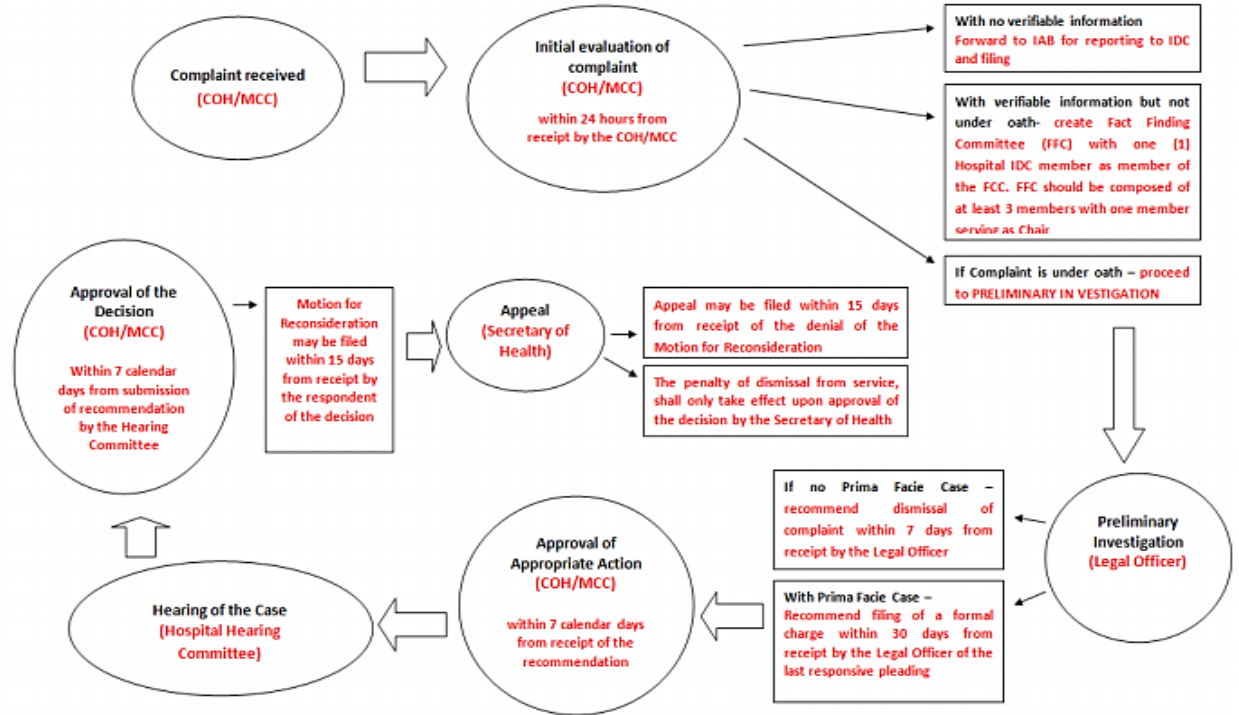 Complaint received
(COH/MCC)
Initial evaluation of
complaint
(COH/MCC)
within 24 hours from
receipt by the COH/MCC
With no verifiable information
Forward to IAB for reporting to IDC
and filing
With verifiable information but not
under oath- create Fact Finding
Committee (FFC) with one (1)
Hospital IDC member as member of
the FCC. FFC should be composed of
at least 3 members with one member
serving as Chair
If Complaint is under oath – proceed
to PRELIMINARY IN VESTIGATION
Preliminary
Investigation
(Legal Officer)
If no Prima Facie Case –
recommend dismissal of
complaint within 7 days from
receipt by the Legal Officer
With Prima Facie Case –
Recommend filing of a formal
charge within 30 days from
receipt by the Legal Officer of the
last responsive pleading
Approval of
Appropriate Action
(COH/MCC)
within 7 calendar days
from receipt of the
recommendation
Hearing of the Case
(Hospital Hearing
Committee)
Approval of the
Decision
(COH/MCC)
Within 7 calendar
days from submission
of recommendation
by the Hearing
Committee
Motion for
Reconsideration
may be filed
within 15 days
from receipt by
the respondent
of the decision
Appeal
(Secretary of
Health)
Appeal may be filed within 15 days
from receipt of the denial of the
Motion for Reconsideration
The penalty of dismissal from service,
shall only take effect upon approval of
the decision by the Secretary of Health